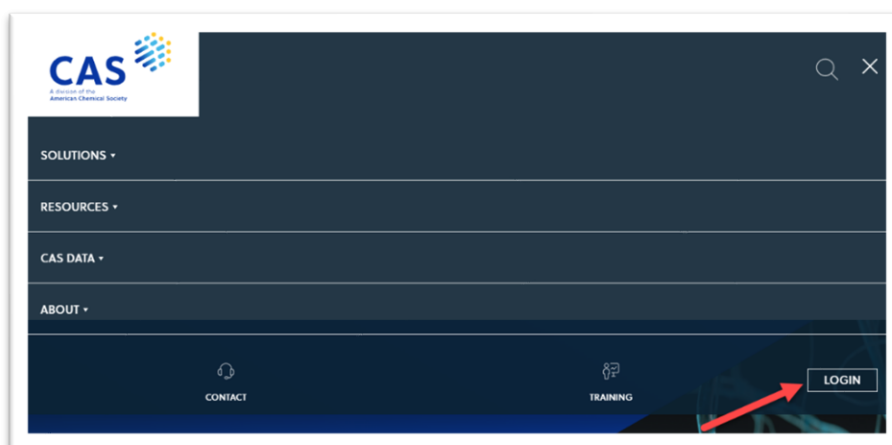 CAS
A division of the
American Chemical Society
SOLUTIONS
RESOURCES
CAS DATA
ABOUT
CONTACT
TRAINING
LOGIN